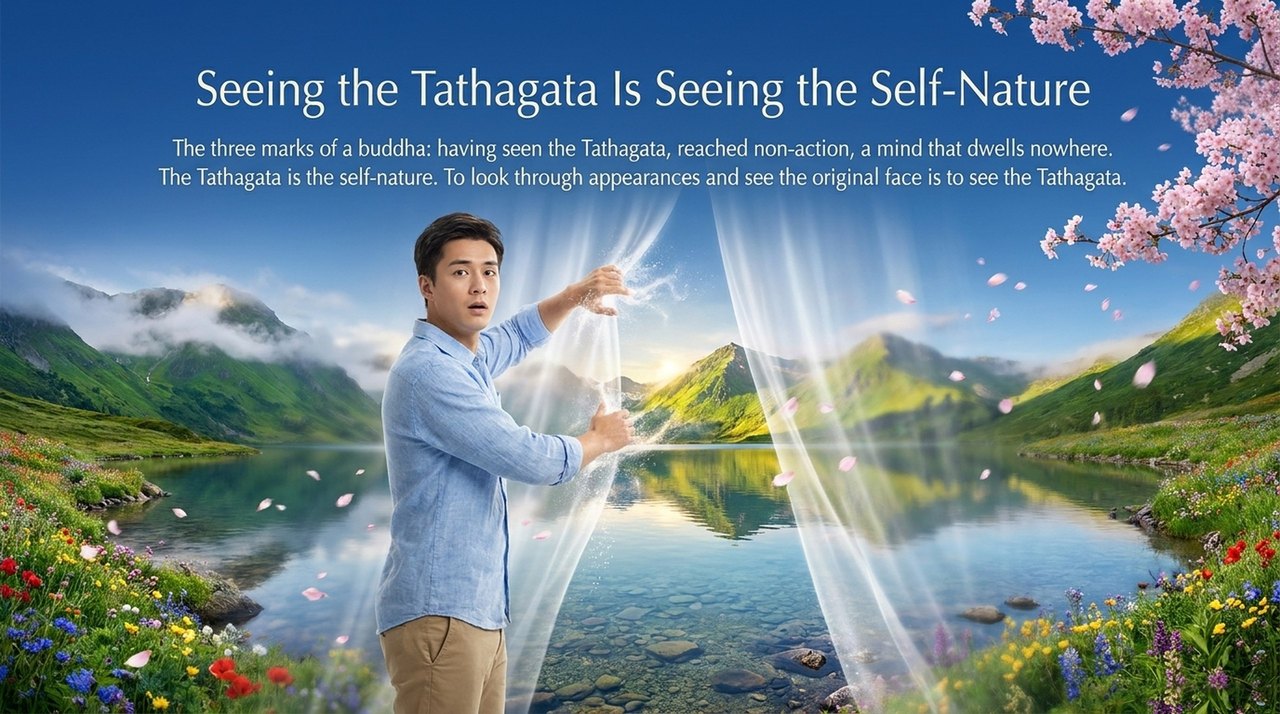 Seeing the Tathagata Is Seeing the Self-Nature
The three marks of a buddha: having seen the Tathagata, reached non-action, a mind that dwells nowhere.
The Tathagata is the self-nature. To look through appearances and see the original face is to see the Tathagata.